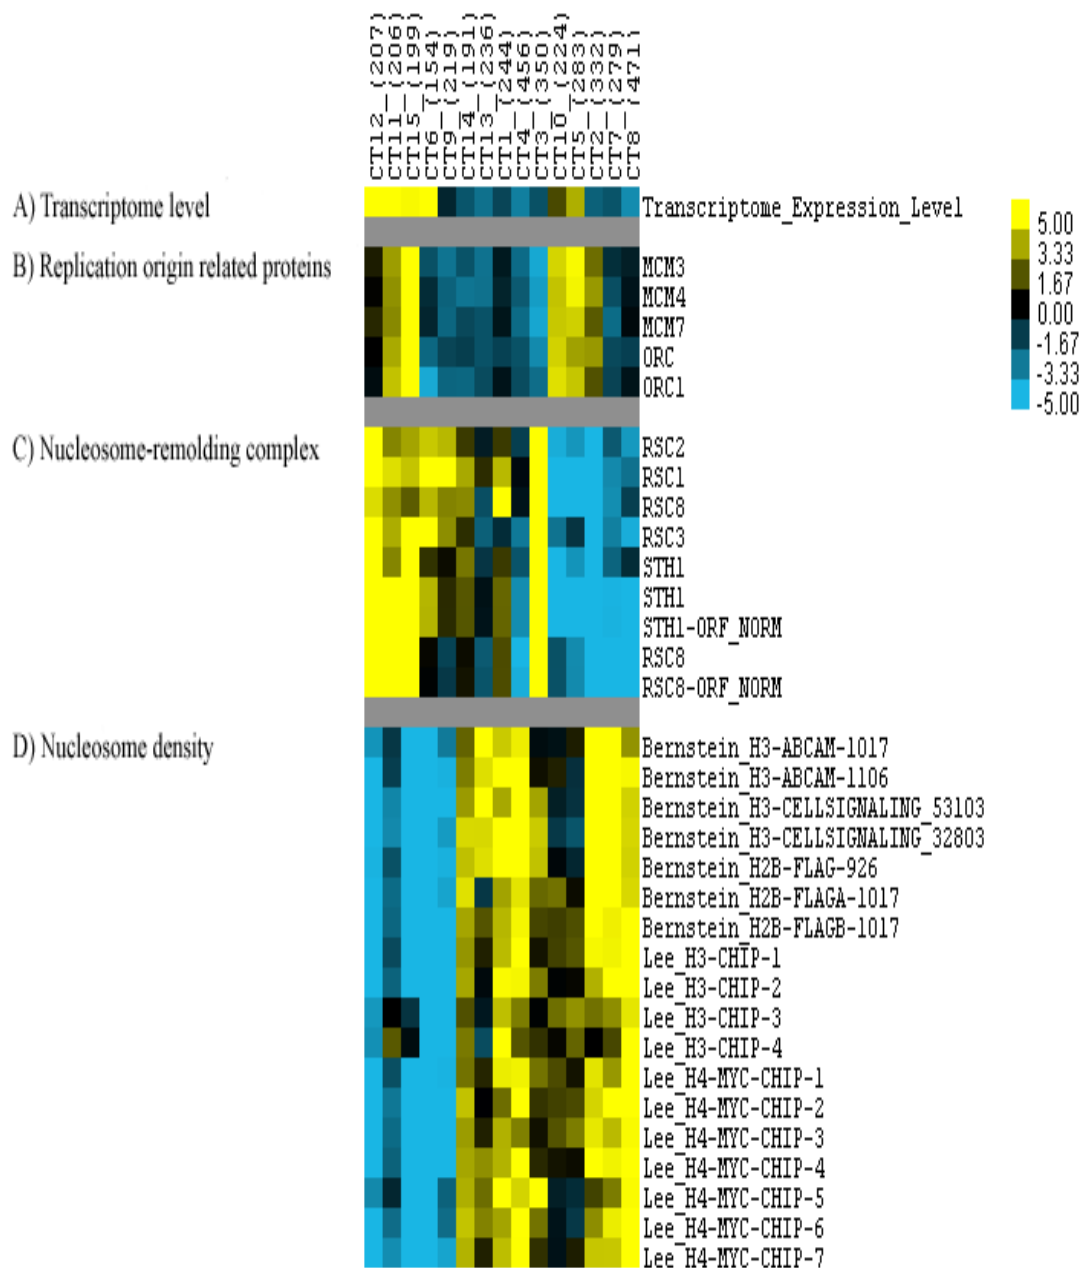 CT12_(207)
CT11_(206)
CT15_(199)
CT6_(154)
CT9_(219)
CT14_(191)
CT13_(236)
CT1_(244)
CT4_(456)
CT3_(350)
CT10_(224)
CT5_(283)
CT2_(332)
CT7_(279)
CT8_(471)
A) Transcriptome level
Transcriptome_Expression_Level
B) Replication origin related proteins
MCM3
MCM4
MCM7
ORC
ORC1
C) Nucleosome-remolding complex
RSC2
RSC1
RSC8
RSC3
STH1
STH1
STH1-ORF_NORM
RSC8
RSC8-ORF_NORM
D) Nucleosome density
Bernstein_H3-ABCAM-1017
Bernstein_H3-ABCAM-1106
Bernstein_H3-CELLSIGNALING_53103
Bernstein_H3-CELLSIGNALING_32803
Bernstein_H2B-FLAG-926
Bernstein_H2B-FLAGA-1017
Bernstein_H2B-FLAGB-1017
Lee_H3-CHIP-1
Lee_H3-CHIP-2
Lee_H3-CHIP-3
Lee_H3-CHIP-4
Lee_H4-MYC-CHIP-1
Lee_H4-MYC-CHIP-2
Lee_H4-MYC-CHIP-3
Lee_H4-MYC-CHIP-4
Lee_H4-MYC-CHIP-5
Lee_H4-MYC-CHIP-6
Lee_H4-MYC-CHIP-7
5.00
3.33
1.67
0.00
-1.67
-3.33
-5.00